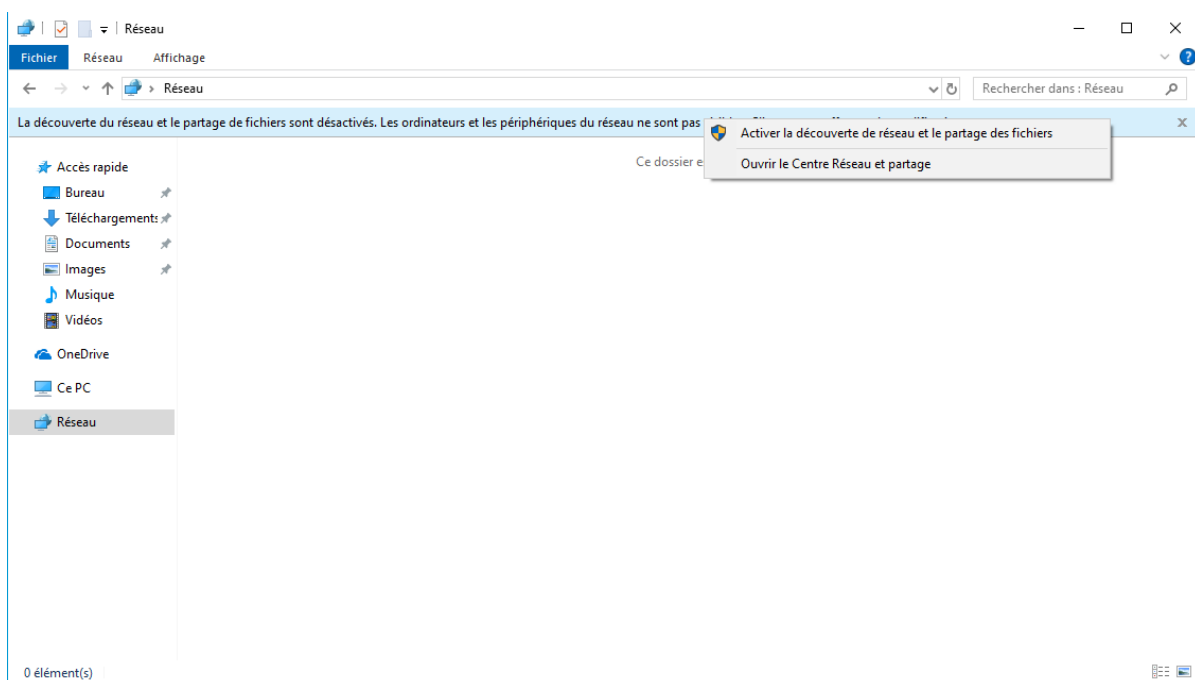 Réseau
Fichier Réseau Affichage
Réseau
Rechercher dans : Réseau
La découverte du réseau et le partage de fichiers sont désactivés. Les ordinateurs et les périphériques du réseau ne sont pas
Activer la découverte de réseau et le partage des fichiers
Ce dossier e
Ouvrir le Centre Réseau et partage
Accès rapide
Bureau
Téléchargements
Documents
Images
Musique
Vidéos
OneDrive
Ce PC
Réseau
0 élément(s)